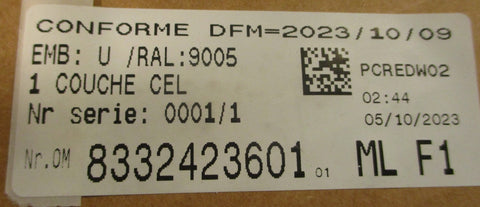 CONFORME DFM=2023/10/09
EMB: U /RAL:9005
1 COUCHE CEL
PCREDW02
02:44
Nr serie: 0001/1
05/10/2023
Nr.OM 8332423601 01 ML F1